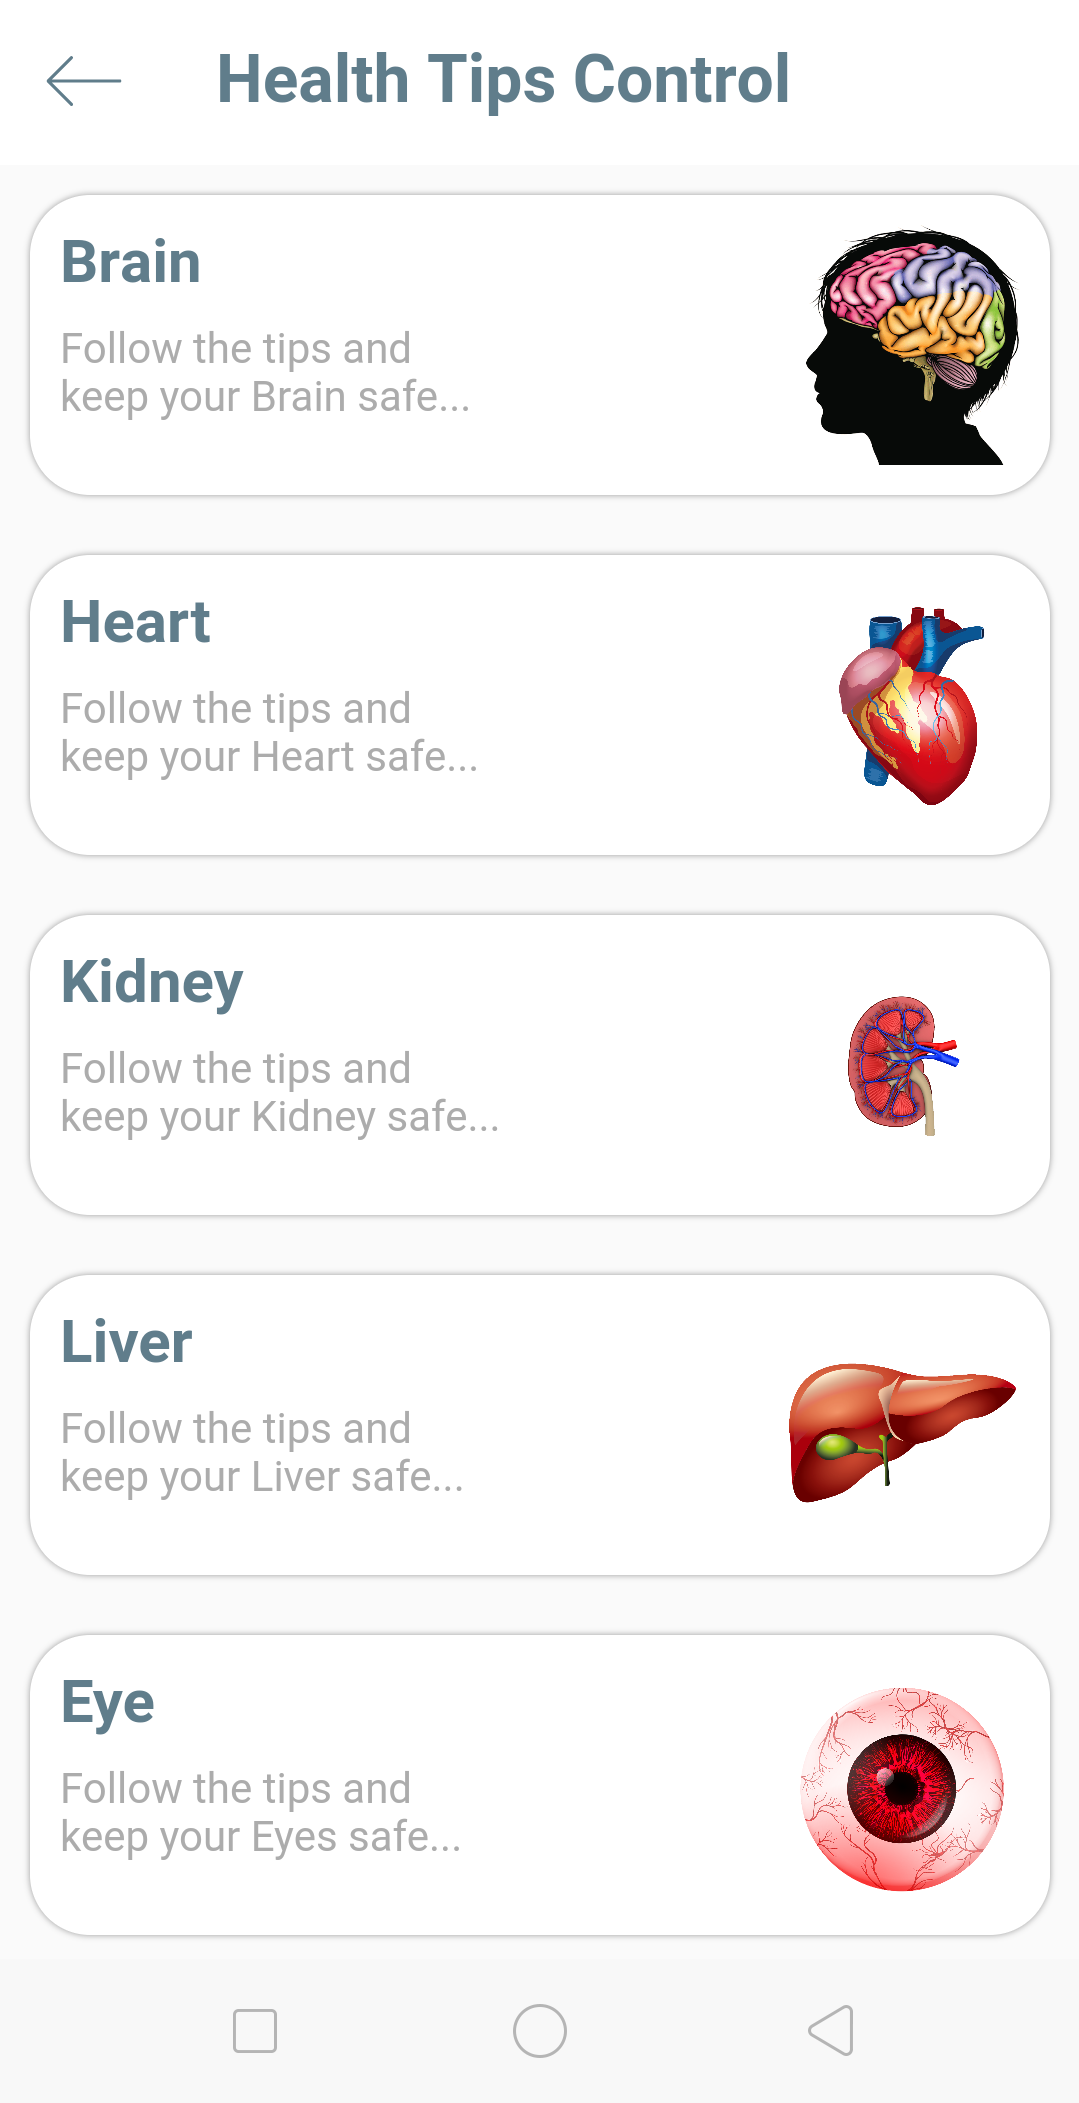 Health Tips Control
Brain
Follow the tips and
keep your Brain safe...
Heart
Follow the tips and
keep your Heart safe...
Kidney
Follow the tips and
keep your Kidney safe...
Liver
Follow the tips and
keep your Liver safe...
Eye
Follow the tips and
keep your Eyes safe...